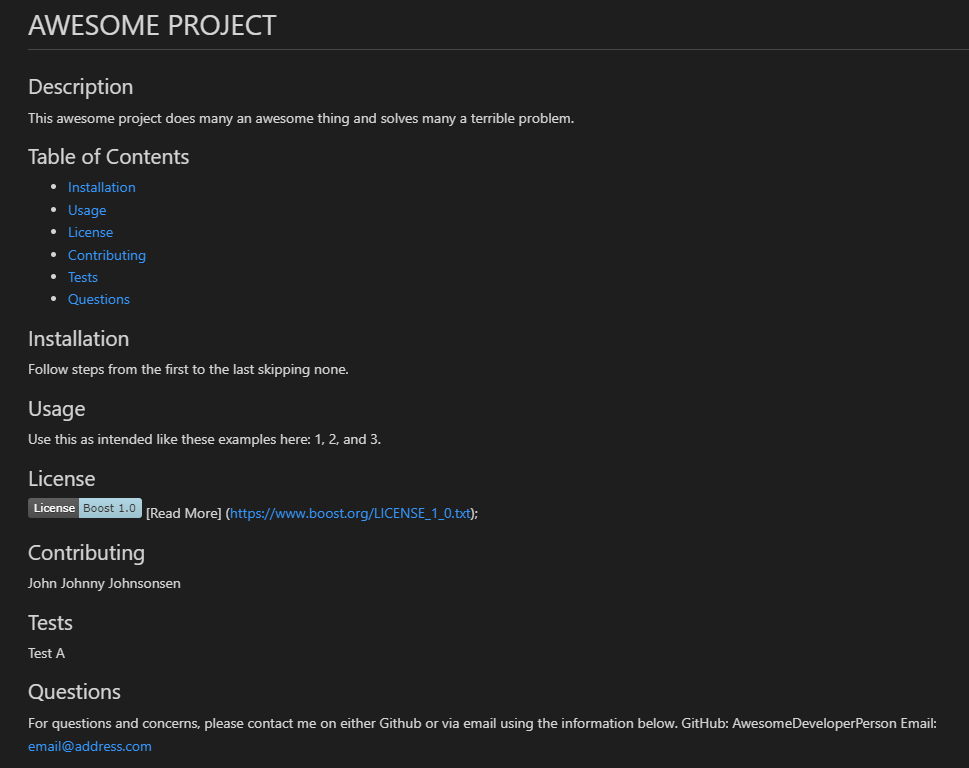 AWESOME PROJECT
Description
This awesome project does many an awesome thing and solves many a terrible problem.
Table of Contents
Installation
Usage
License
Contributing
Tests
Questions
Installation
Follow steps from the first to the last skipping none.
Usage
Use this as intended like these examples here: 1, 2, and 3.
License
License Boost 1.0 [Read More] (https://www.boost.org/LICENSE_1_0.txt);
Contributing
John Johnny Johnsonsen
Tests
Test A
Questions
For questions and concerns, please contact me on either Github or via email using the information below. GitHub: AwesomeDeveloperPerson Email:
email@address.com